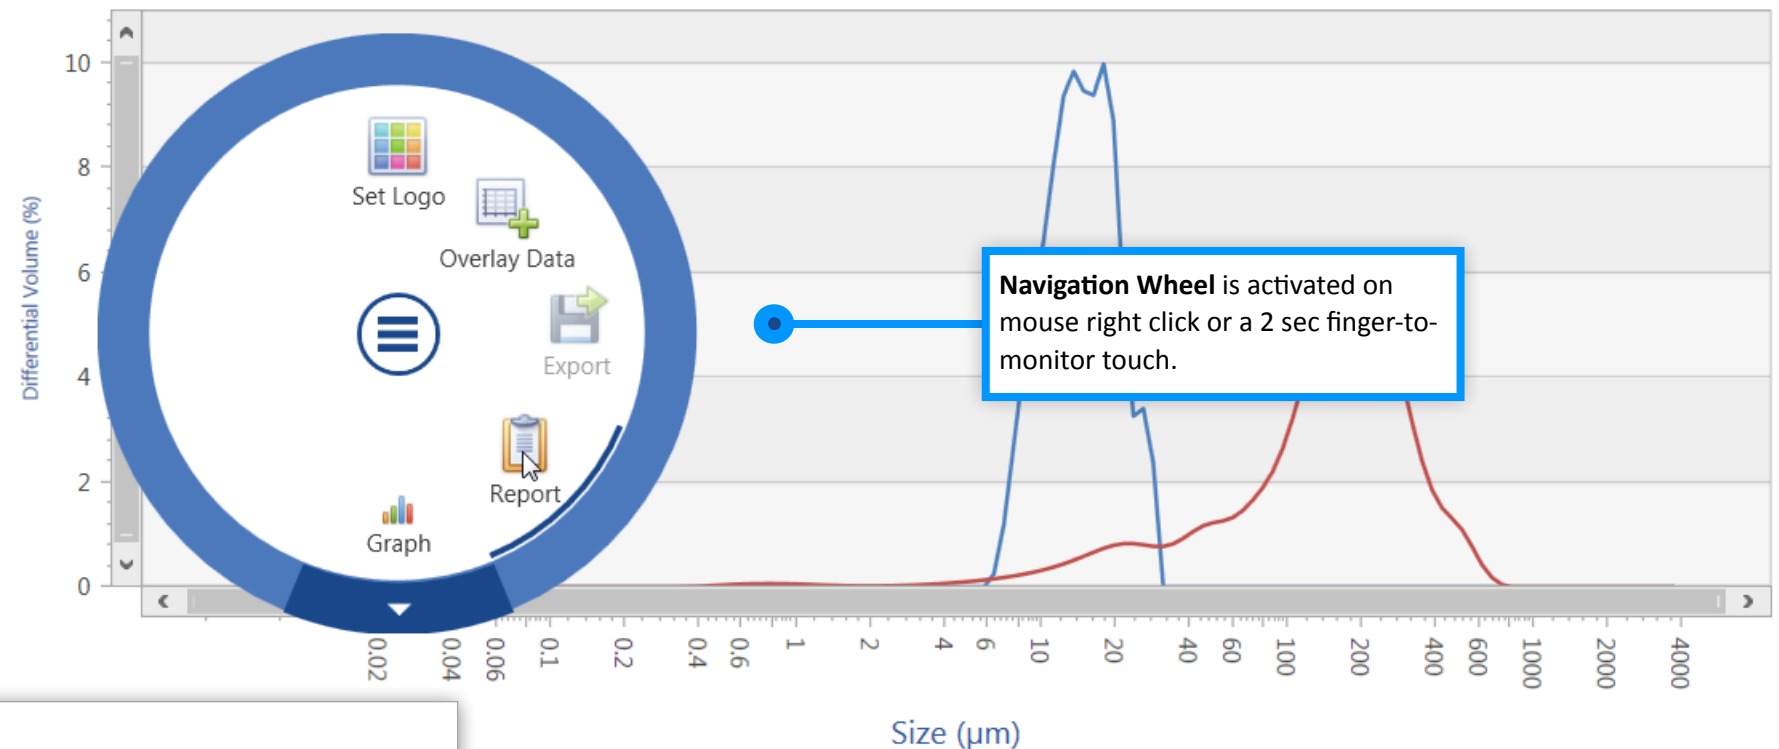 10
8
6
4
2
0
Differential Volume (%)
Set Logo
Overlay Data
Export
Report
Graph
Navigation Wheel is activated on
mouse right click or a 2 sec finger-to-
monitor touch.
0.02 0.04 0.06 0.1 0.2 0.4 0.6 1 2 4 6 10 20 40 60 100 200 400 600 1000 2000 4000
Size (µm)